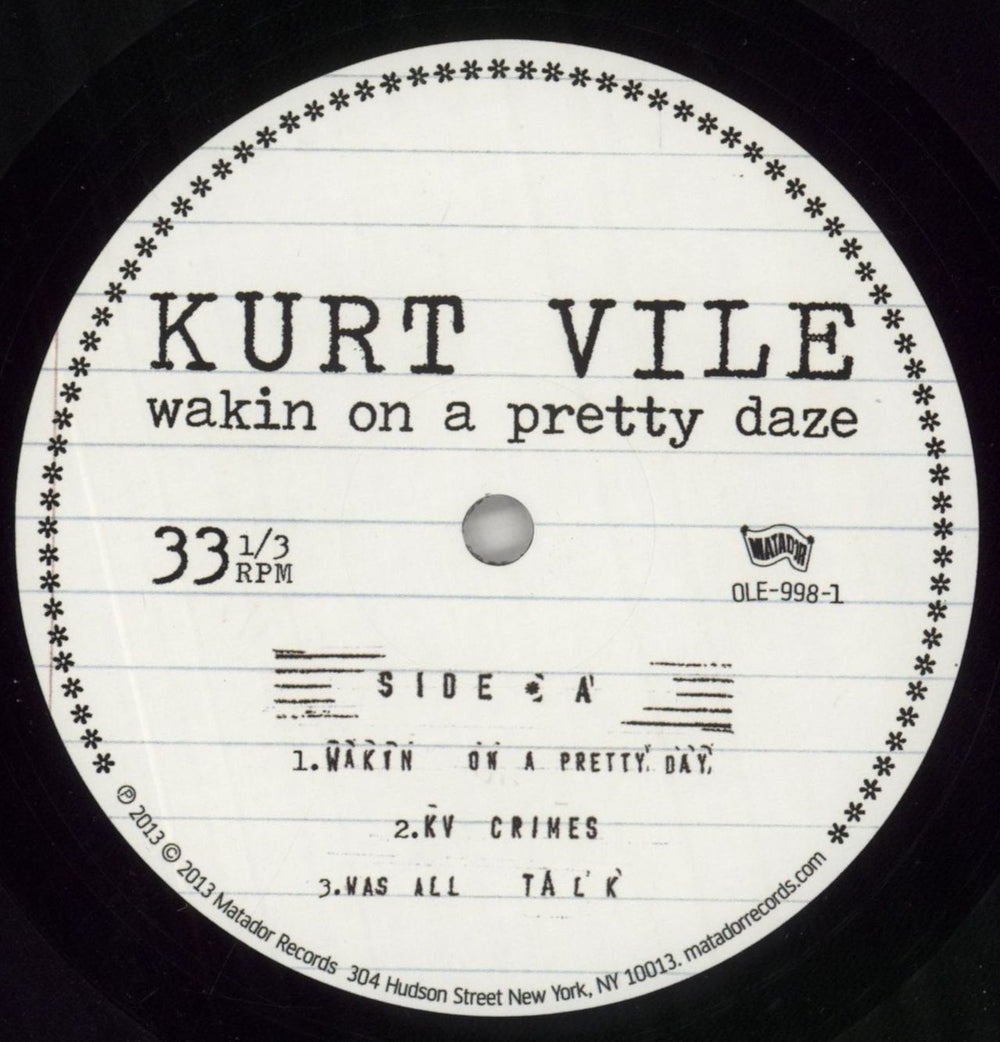 KURT VILE
wakin on a pretty daze
33 1/3
RPM
MATADOR
OLE-998-1
SIDE * A
1.WAKIN ON A PRETTY DAY
2.KV CRIMES
3.WAS ALL TALK
℗ 2013 © 2013 Matador Records 304 Hudson Street New York, NY 10013. matadorrecords.com